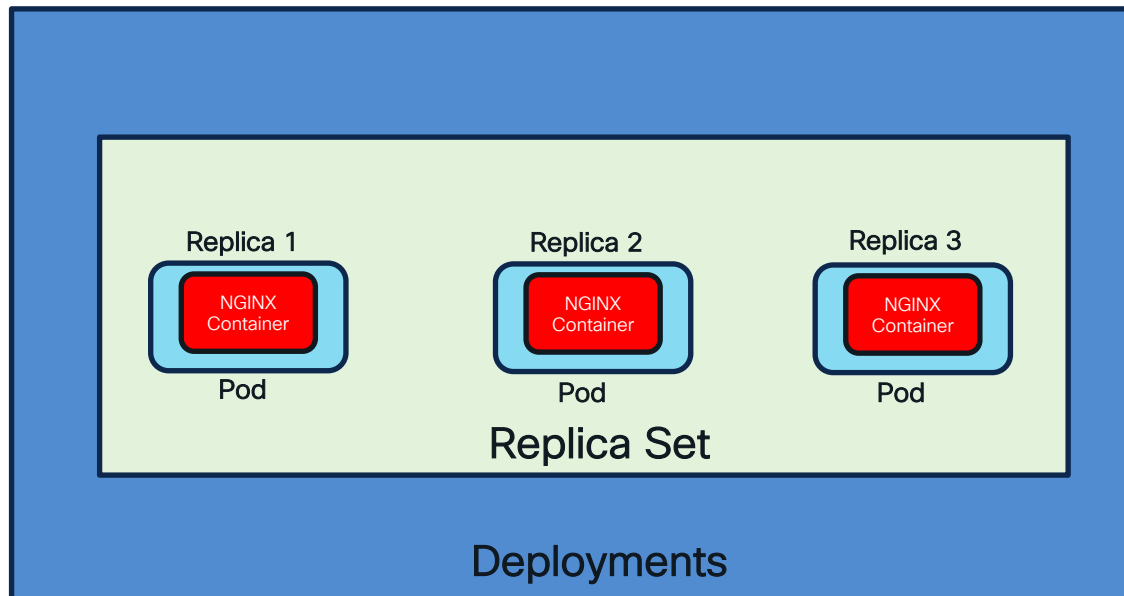 Replica 1
Replica 2
Replica 3
NGINX
Container
NGINX
Container
NGINX
Container
Pod
Pod
Pod
Replica Set
Deployments